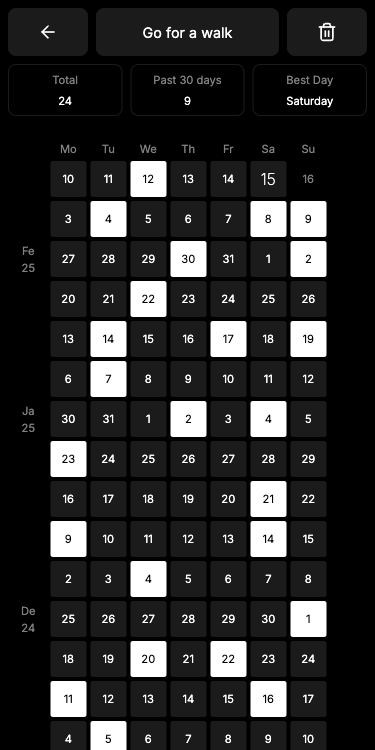 Go for a walk
Total Past 30 days Best Day
24 9 Saturday
Mo Tu We Th Fr Sa Su
10 11 12 13 14 15 16
3 4 5 6 7 8 9
Fe
25
27 28 29 30 31 1 2
20 21 22 23 24 25 26
13 14 15 16 17 18 19
6 7 8 9 10 11 12
Ja
25
30 31 1 2 3 4 5
23 24 25 26 27 28 29
16 17 18 19 20 21 22
9 10 11 12 13 14 15
2 3 4 5 6 7 8
De
24
25 26 27 28 29 30 1
18 19 20 21 22 23 24
11 12 13 14 15 16 17
4 5 6 7 8 9 10